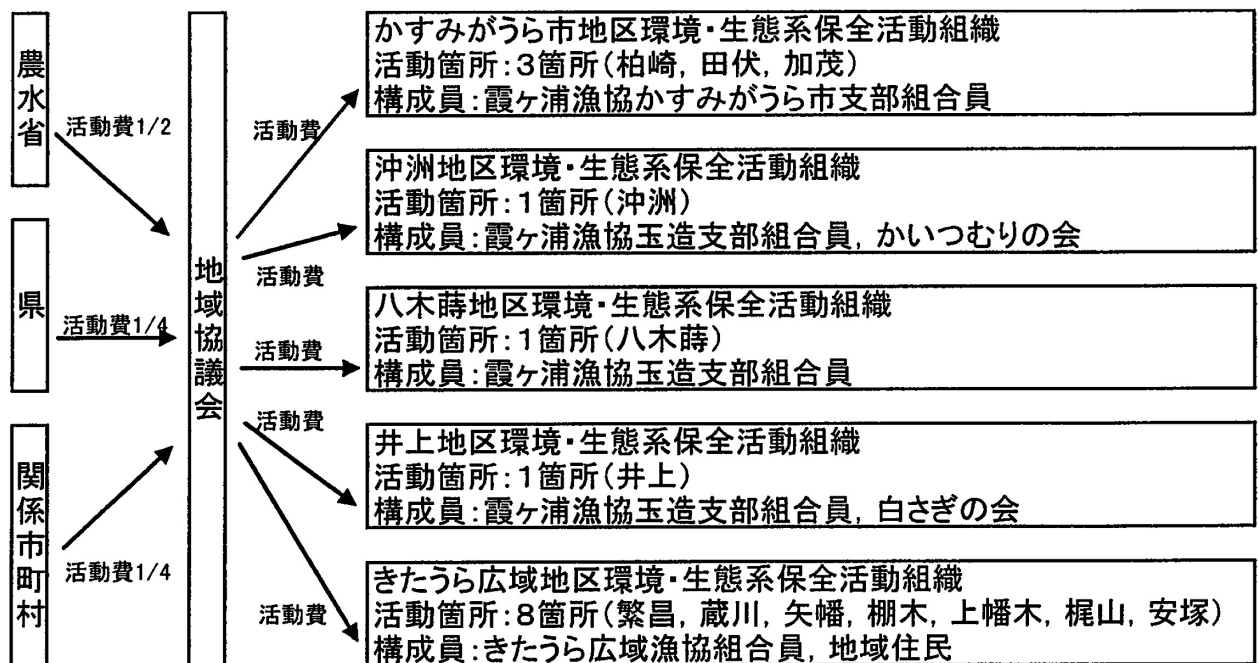 農水省
活動費1/2
県
活動費1/4
関係市町村
活動費1/4
地域協議会
活動費
かすみがうら市地区環境・生態系保全活動組織
活動箇所:3箇所(柏崎, 田伏, 加茂)
構成員:霞ヶ浦漁協かすみがうら市支部組合員
活動費
沖洲地区環境・生態系保全活動組織
活動箇所:1箇所(沖洲)
構成員:霞ヶ浦漁協玉造支部組合員, かいつむりの会
活動費
八木蒔地区環境・生態系保全活動組織
活動箇所:1箇所(八木蒔)
構成員:霞ヶ浦漁協玉造支部組合員
活動費
井上地区環境・生態系保全活動組織
活動箇所:1箇所(井上)
構成員:霞ヶ浦漁協玉造支部組合員, 白さぎの会
活動費
きたうら広域地区環境・生態系保全活動組織
活動箇所:8箇所(繁昌, 蔵川, 矢幡, 棚木, 上幡木, 梶山, 安塚)
構成員:きたうら広域漁協組合員, 地域住民